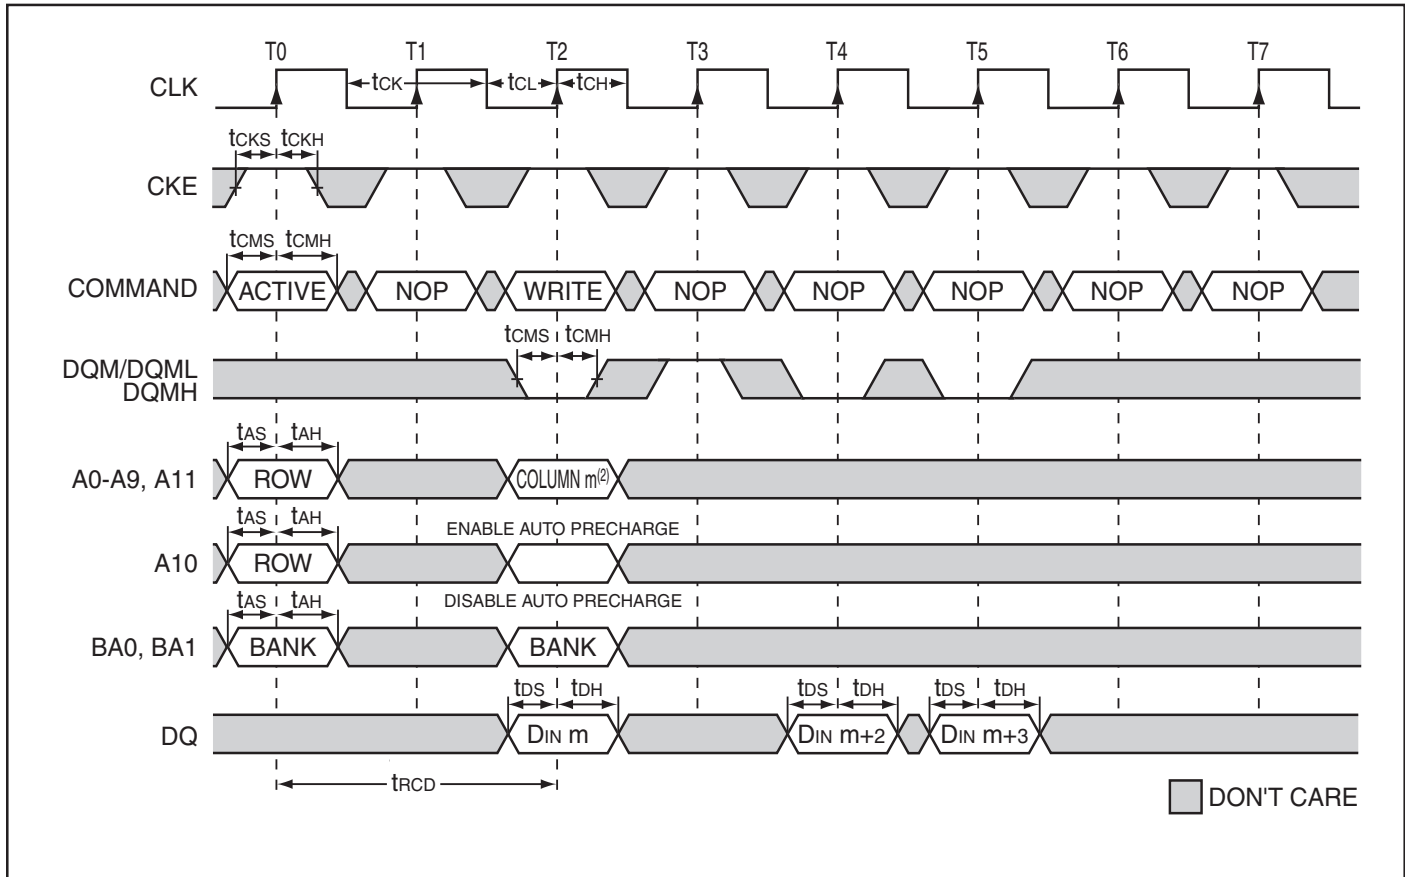 T0 T1 T2 T3 T4 T5 T6 T7
CLK tCK tCL tCH
tCKS tCKH
CKE
tCMS tCMH
COMMAND ACTIVE NOP WRITE NOP NOP NOP NOP NOP
tCMS tCMH
DQM/DQML
DQMH
tAS tAH
A0-A9, A11 ROW COLUMN m(2)
tAS tAH ENABLE AUTO PRECHARGE
A10 ROW
tAS tAH DISABLE AUTO PRECHARGE
BA0, BA1 BANK BANK
tDS tDH tDS tDH tDS tDH
DQ DIN m DIN m+2 DIN m+3
tRCD
DON'T CARE